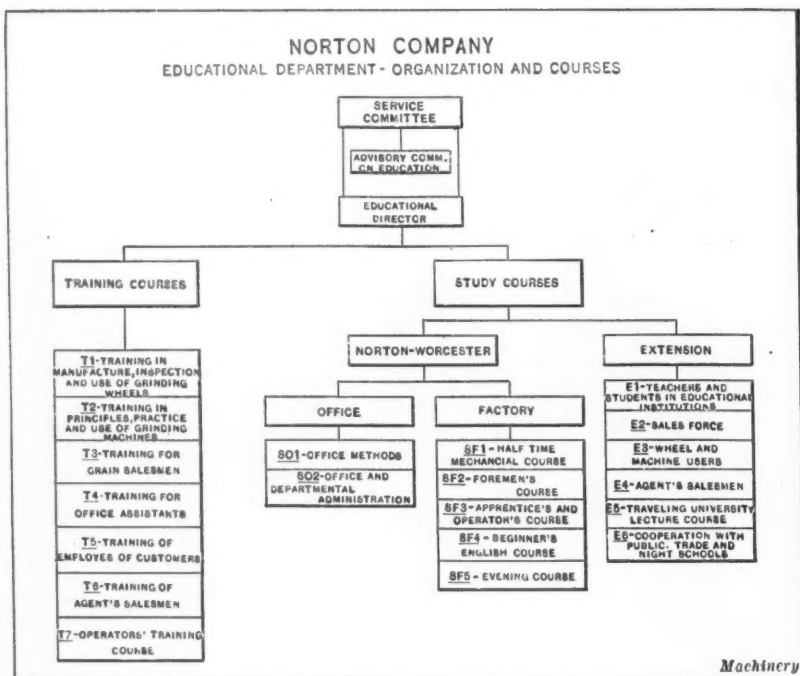 NORTON COMPANY
EDUCATIONAL DEPARTMENT - ORGANIZATION AND COURSES
SERVICE
COMMITTEE
ADVISORY COMM.
ON EDUCATION
EDUCATIONAL
DIRECTOR
TRAINING COURSES
STUDY COURSES
NORTON-WORCESTER
EXTENSION
OFFICE
FACTORY
T1-TRAINING IN
MANUFACTURE, INSPECTION
AND USE OF GRINDING
WHEELS
T2-TRAINING IN
PRINCIPLES, PRACTICE
AND USE OF GRINDING
MACHINES
T3-TRAINING FOR
GRAIN SALESMEN
T4-TRAINING FOR
OFFICE ASSISTANTS
T5-TRAINING OF
EMPLOYES OF CUSTOMERS
T6-TRAINING OF
AGENT'S SALESMEN
T7-OPERATORS' TRAINING
COURSE
SO1-OFFICE METHODS
SO2-OFFICE AND
DEPARTMENTAL
ADMINISTRATION
SF1-HALF TIME
MECHANCIAL COURSE
SF2-FOREMEN'S
COURSE
SF3-APPRENTICE'S AND
OPERATOR'S COURSE
SF4-BEGINNER'S
ENGLISH COURSE
SF5-EVENING COURSE
E1-TEACHERS AND
STUDENTS IN EDUCATIONAL
INSTITUTIONS
E2-SALES FORCE
E3-WHEEL AND
MACHINE USERS
E4-AGENT'S SALESMEN
E5-TRAVELING UNIVERSITY
LECTURE COURSE
E6-COOPERATION WITH
PUBLIC, TRADE AND
NIGHT SCHOOLS
Machinery